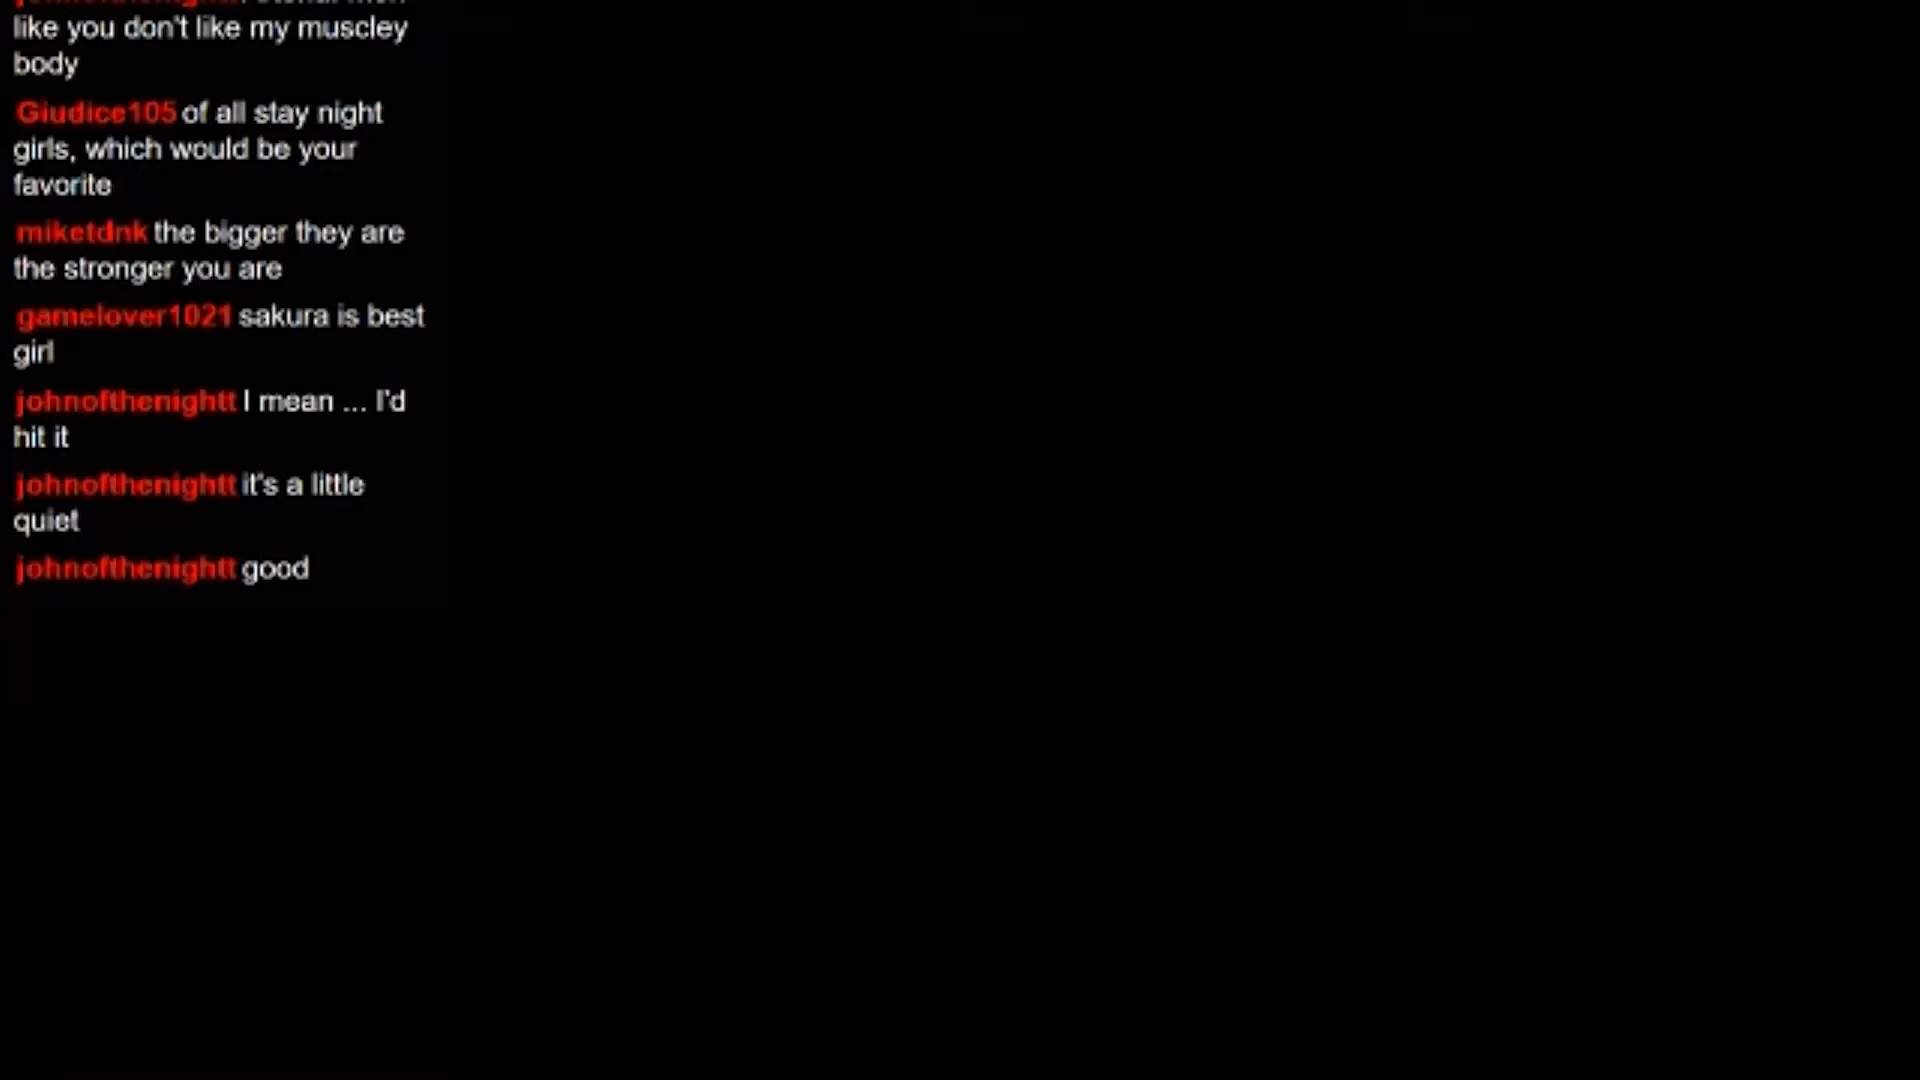 like you don't like my muscley
body
Giudice105 of all stay night
girls, which would be your
favorite
miketdnk the bigger they are
the stronger you are
gamelover1021 sakura is best
girl
johnofthenightt I mean ... I'd
hit it
johnofthenightt it's a little
quiet
johnofthenightt good